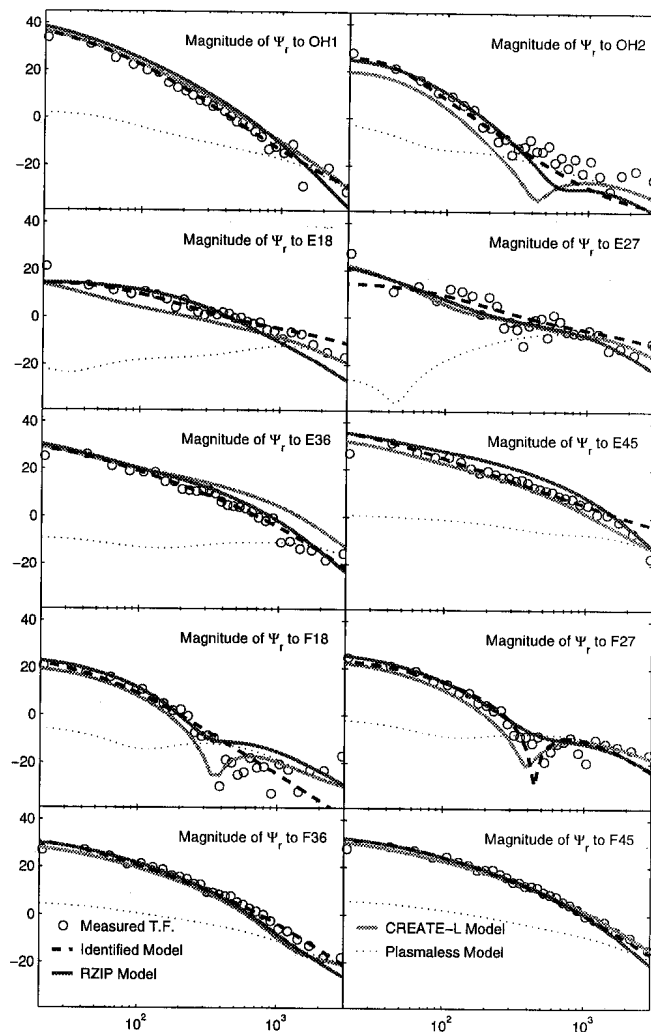 Magnitude of Ψr to OH1
Magnitude of Ψr to OH2
40
20
0
−20
Magnitude of Ψr to E18
Magnitude of Ψr to E27
40
20
0
−20
Magnitude of Ψr to E36
Magnitude of Ψr to E45
40
20
0
−20
Magnitude of Ψr to F18
Magnitude of Ψr to F27
40
20
0
−20
Magnitude of Ψr to F36
Magnitude of Ψr to F45
40
20
0
−20
Measured T.F.
Identified Model
RZIP Model
CREATE−L Model
Plasmaless Model
10² 10³ 10² 10³